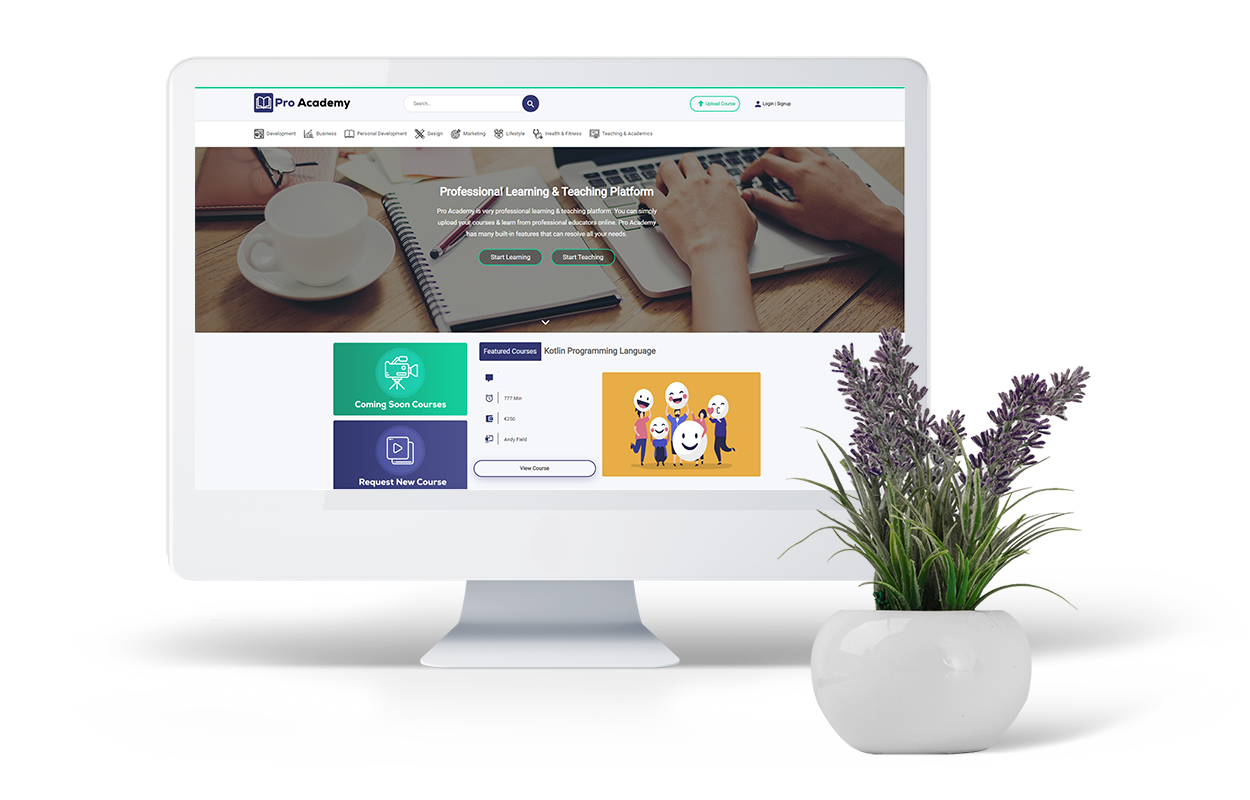 Pro Academy
Search...
Upload Course
Login | Signup
Development
Business
Personal Development
Design
Marketing
Lifestyle
Health & Fitness
Teaching & Academics
Professional Learning & Teaching Platform
Pro Academy is very professional learning & teaching platform. You can simply
upload your courses & learn from professional educators online. Pro Academy
has many built-in features that can resolve all your needs.
Start Learning
Start Teaching
Coming Soon Courses
Request New Course
Featured Courses
Kotlin Programming Language
777 Min
€250
Andy Field
View Course